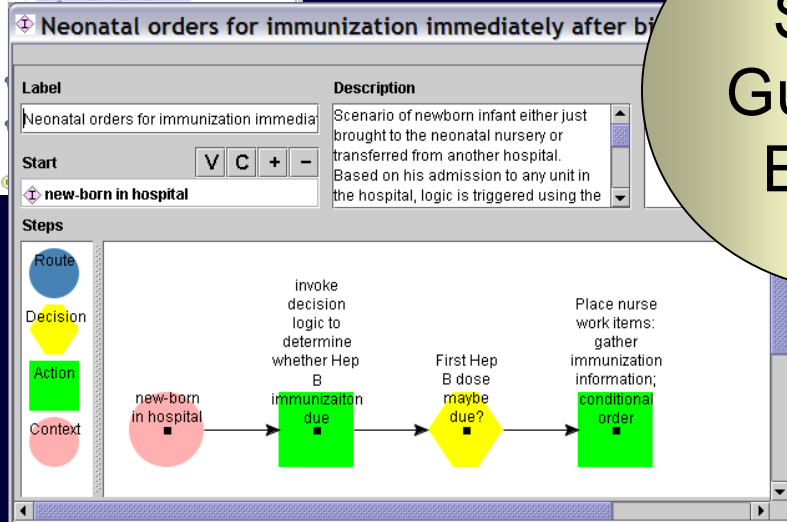 Neonatal orders for immunization immediately after bi
S
Gu
E
Label
Description
Neonatal orders for immunization immediat
Scenario of newborn infant either just
brought to the neonatal nursery or
transferred from another hospital.
Based on his admission to any unit in
the hospital, logic is triggered using the
Start
V C + −
new-born in hospital
Steps
Route
Decision
Action
Context
new-born
in hospital
invoke
decision
logic to
determine
whether Hep
B
immunizaiton
due
First Hep
B dose
maybe
due?
Place nurse
work items:
gather
immunization
information;
conditional
order